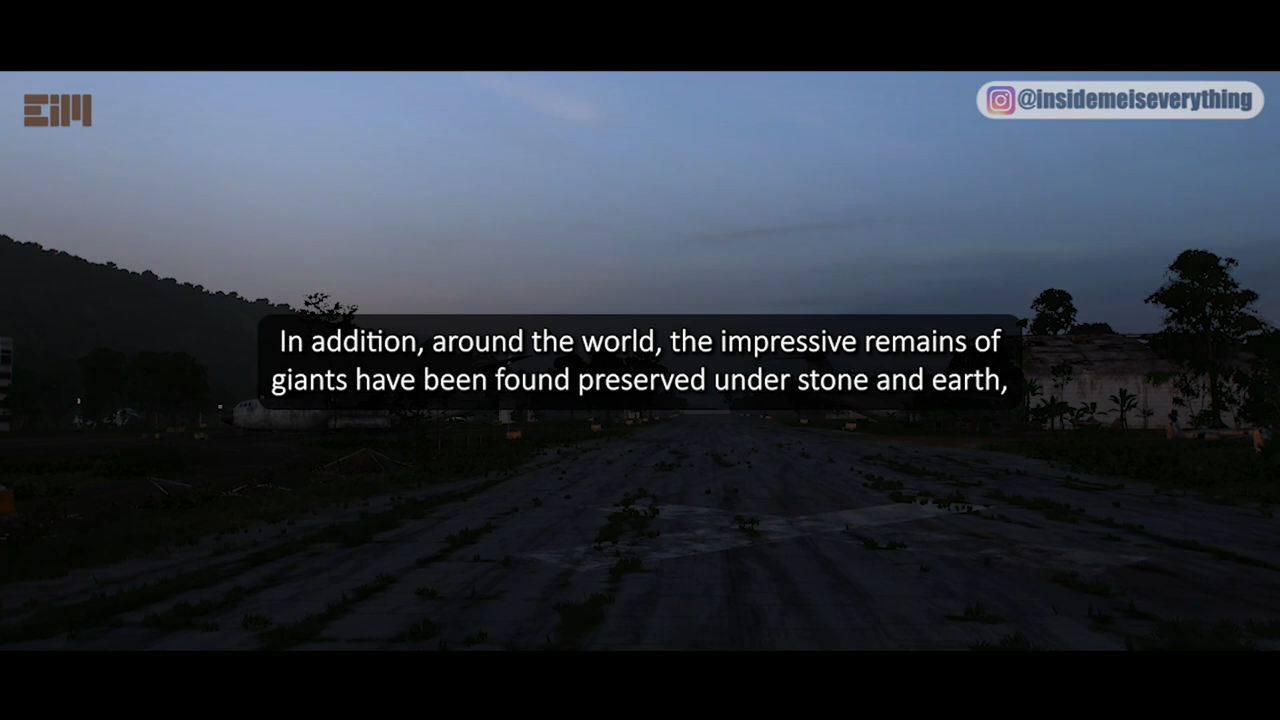 EiM
@insidemeiseverything
In addition, around the world, the impressive remains of
giants have been found preserved under stone and earth,